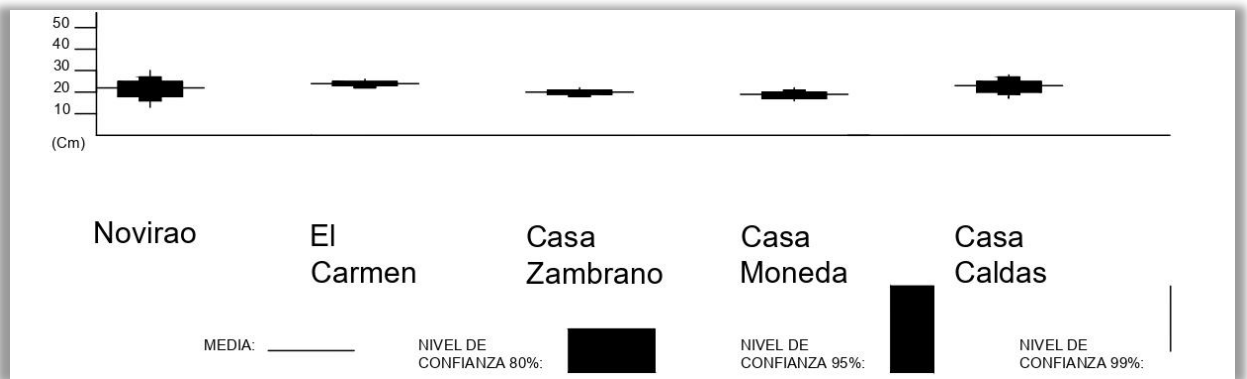 50
40
30
20
10
(Cm)
Novirao
El
Carmen
Casa
Zambrano
Casa
Moneda
Casa
Caldas
MEDIA:
NIVEL DE
CONFIANZA 80%:
NIVEL DE
CONFIANZA 95%:
NIVEL DE
CONFIANZA 99%: